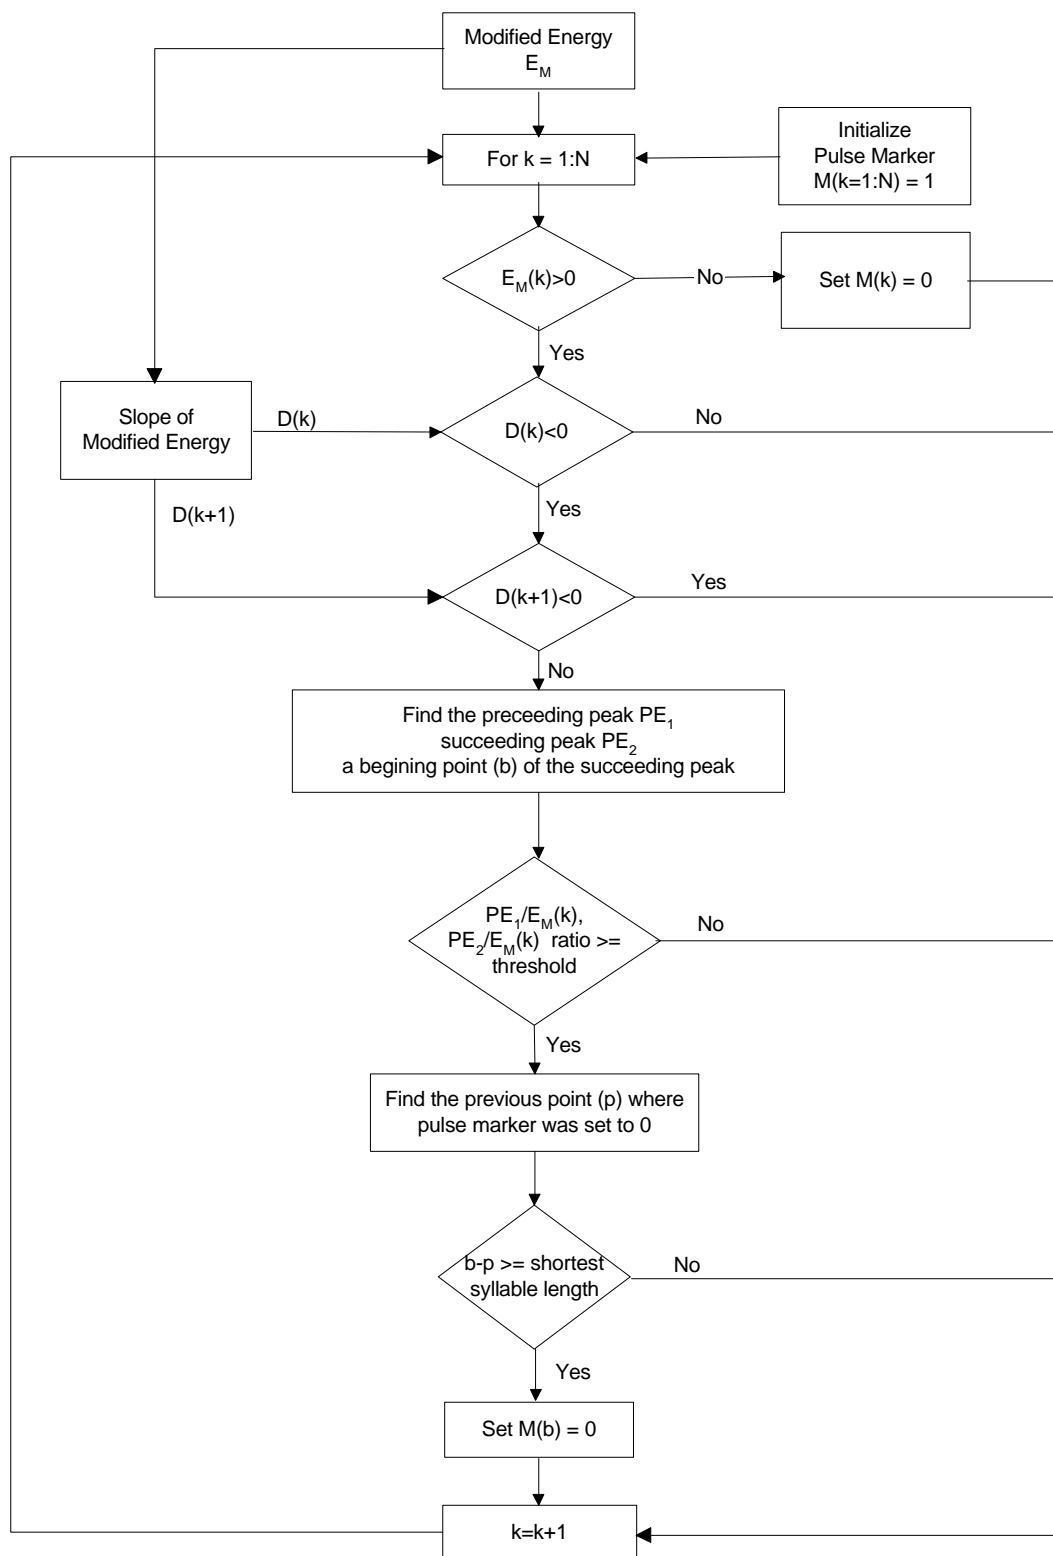 Modified Energy
E_M
Initialize
Pulse Marker
M(k=1:N) = 1
For k = 1:N
E_M(k)>0
No
Set M(k) = 0
Yes
Slope of
Modified Energy
D(k)
D(k)<0
No
Yes
D(k+1)
D(k+1)<0
Yes
No
Find the preceeding peak PE_1
succeeding peak PE_2
a begining point (b) of the succeeding peak
PE_1/E_M(k),
PE_2/E_M(k) ratio >=
threshold
No
Yes
Find the previous point (p) where
pulse marker was set to 0
b-p >= shortest
syllable length
No
Yes
Set M(b) = 0
k=k+1